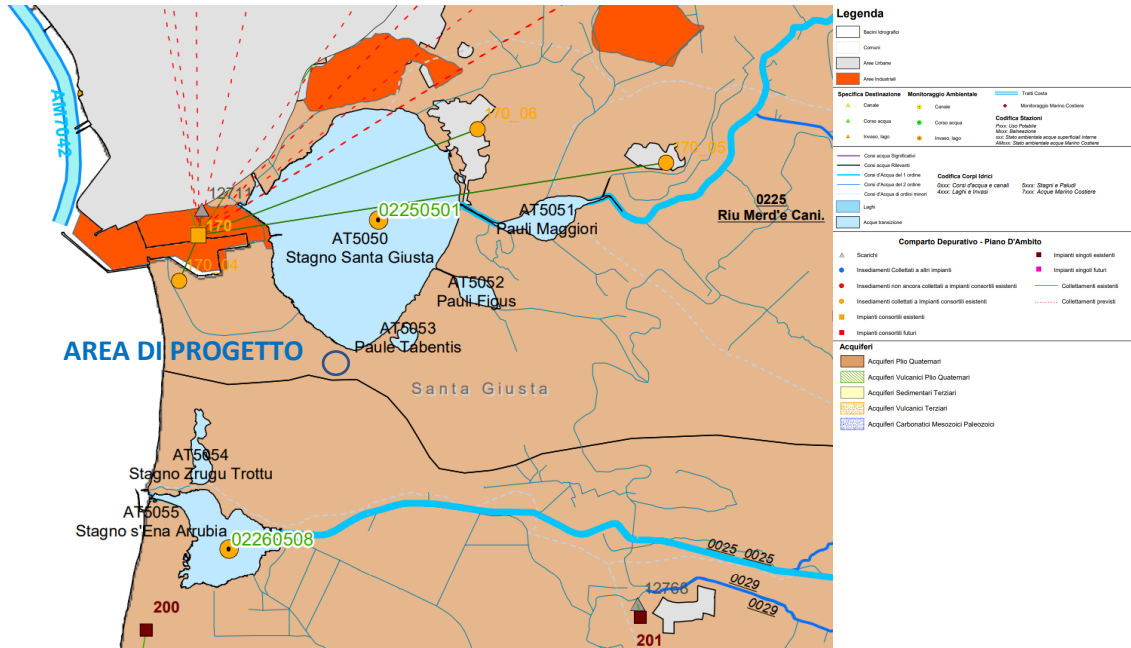 AM7042
170_06
170_05
12711
02250501
170
AT5051
Pauli Maggiori
0225
Riu Merd'e Cani.
AT5050
Stagno Santa Giusta
170_04
AT5052
Pauli Figus
AT5053
Paule Tabentis
AREA DI PROGETTO
Santa Giusta
AT5054
Stagno Zrugu Trottu
AT5055
Stagno s'Ena Arrubia
02260508
0025 0025
0029
0029
12768
200
201
Legenda
Bacini Idrografici
Comuni
Aree Urbane
Aree Industriali
Specifica Destinazione
Canale
Corso acqua
Invaso, lago
Monitoraggio Ambientale
Canale
Corso acqua
Invaso, lago
Tratti Costa
Monitoraggio Marino Costiere
Codifica Stazioni
Pxxx: Uso Potabile
Mxxx: Balneazione
xxx: Stato ambientale acque superficiali interne
AMxxx: Stato ambientale acque Marino Costiere
Corsi acqua Significativi
Corsi acqua Rilevanti
Corsi d'Acqua del 1 ordine
Corsi d'Acqua del 2 ordine
Corsi d'Acqua di ordini minori
Laghi
Acque transizione
Codifica Corpi Idrici
0xxx: Corsi d'acqua e canali
4xxx: Laghi e Invasi
5xxx: Stagni e Paludi
7xxx: Acque Marino Costiere
Comparto Depurativo - Piano D'Ambito
Scarichi
Insediamenti Collettati a altri impianti
Insediamenti non ancora collettati a impianti consortili esistenti
Insediamenti collettati a Impianti consortili esistenti
Impianti consortili esistenti
Impianti consortili futuri
Impianti singoli esistenti
Impianti singoli futuri
Collettamenti esistenti
Collettamenti previsti
Acquiferi
Acquiferi Plio Quaternari
Acquiferi Vulcanici Plio Quaternari
Acquiferi Sedimentari Terziari
Acquiferi Vulcanici Terziari
Acquiferi Carbonatici Mesozoici Paleozoici